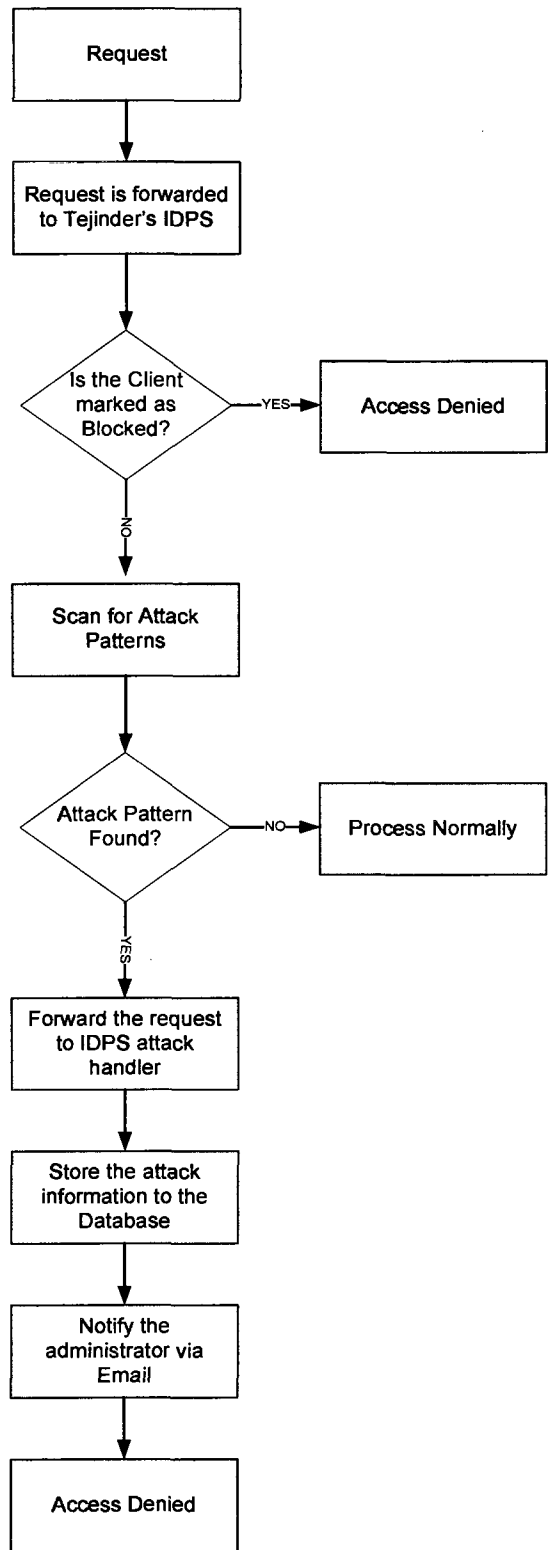 Request
Request is forwarded
to Tejinder's IDPS
Is the Client
marked as
Blocked?
YES
Access Denied
NO
Scan for Attack
Patterns
Attack Pattern
Found?
NO
Process Normally
YES
Forward the request
to IDPS attack
handler
Store the attack
information to the
Database
Notify the
administrator via
Email
Access Denied